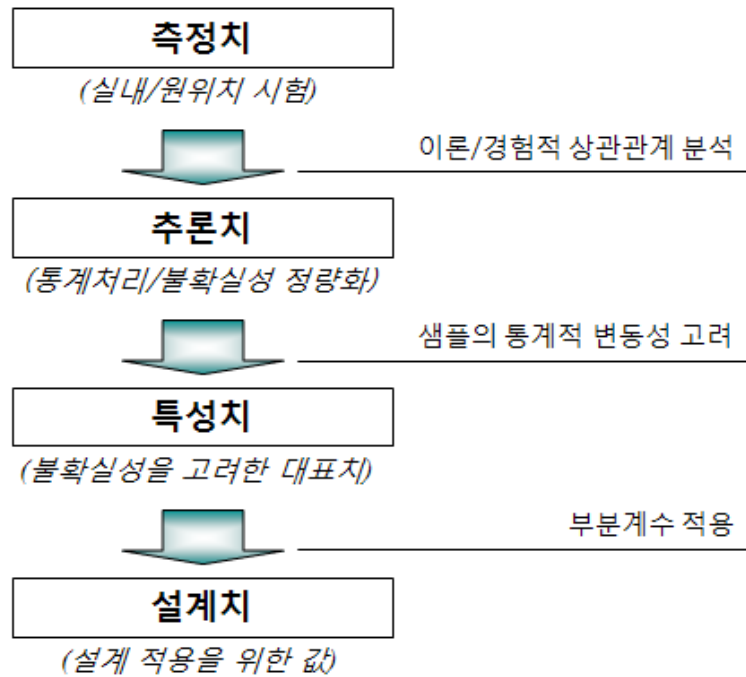 측정치
(실내/원위치 시험)
이론/경험적 상관관계 분석
추론치
(통계처리/불확실성 정량화)
샘플의 통계적 변동성 고려
특성치
(불확실성을 고려한 대표치)
부분계수 적용
설계치
(설계 적용을 위한 값)